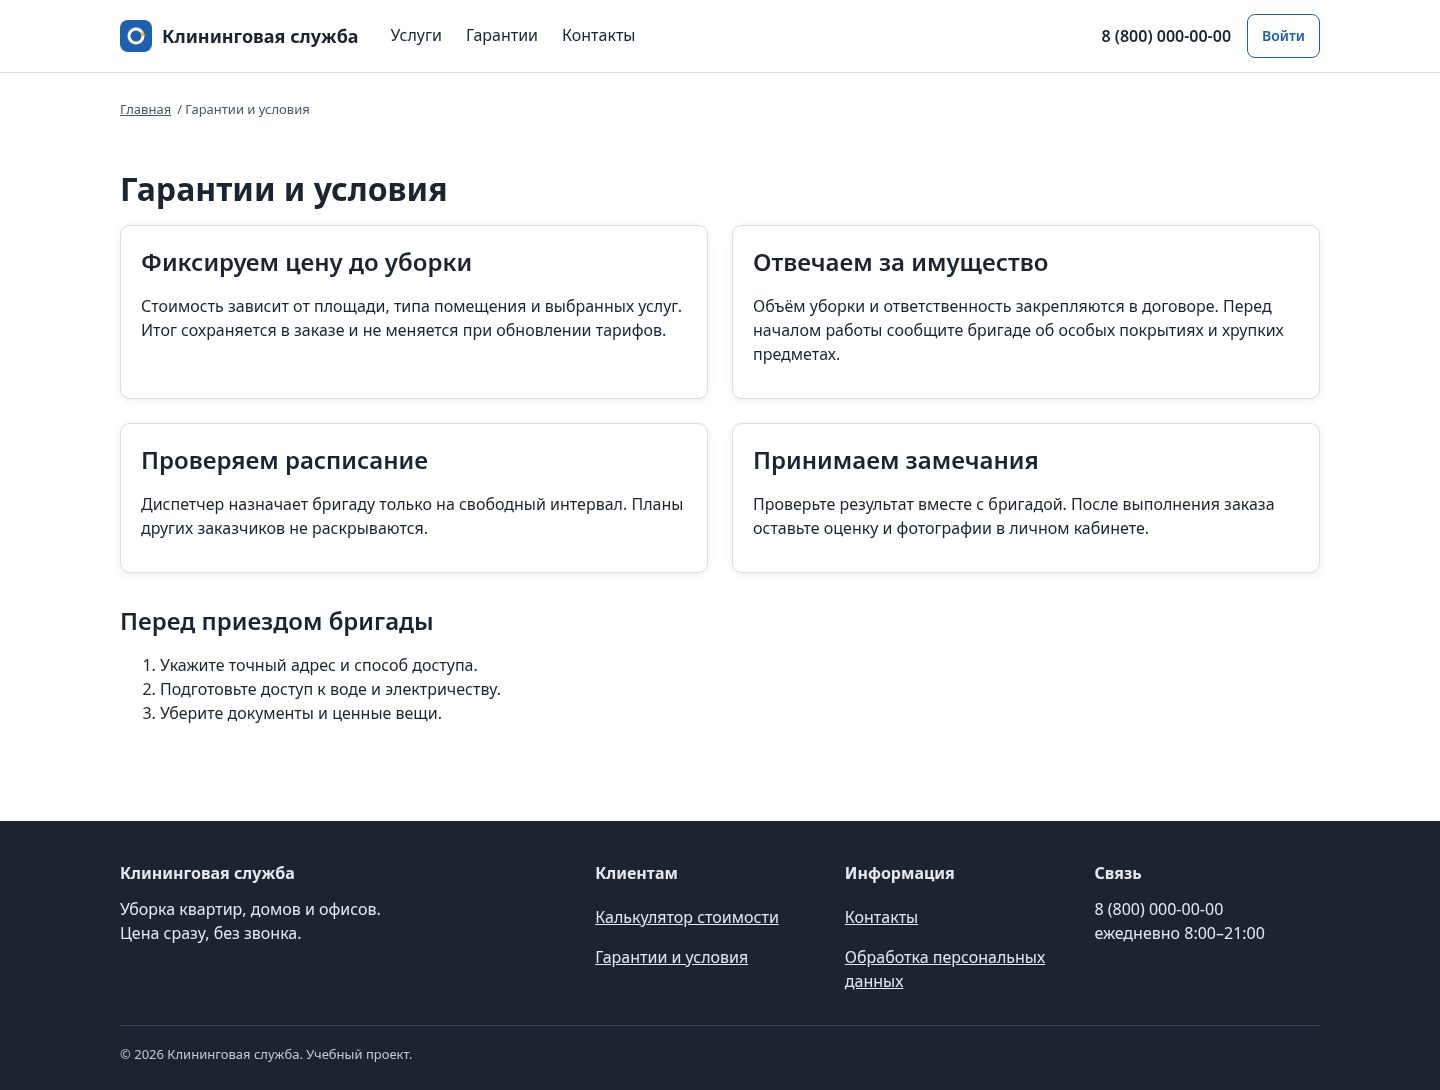 Клининговая служба
Услуги
Гарантии
Контакты
8 (800) 000-00-00
Войти
Главная / Гарантии и условия
Гарантии и условия
Фиксируем цену до уборки
Стоимость зависит от площади, типа помещения и выбранных услуг.
Итог сохраняется в заказе и не меняется при обновлении тарифов.
Отвечаем за имущество
Объём уборки и ответственность закрепляются в договоре. Перед
началом работы сообщите бригаде об особых покрытиях и хрупких
предметах.
Проверяем расписание
Диспетчер назначает бригаду только на свободный интервал. Планы
других заказчиков не раскрываются.
Принимаем замечания
Проверьте результат вместе с бригадой. После выполнения заказа
оставьте оценку и фотографии в личном кабинете.
Перед приездом бригады
1. Укажите точный адрес и способ доступа.
2. Подготовьте доступ к воде и электричеству.
3. Уберите документы и ценные вещи.
Клининговая служба
Уборка квартир, домов и офисов.
Цена сразу, без звонка.
Клиентам
Калькулятор стоимости
Гарантии и условия
Информация
Контакты
Обработка персональных
данных
Связь
8 (800) 000-00-00
ежедневно 8:00–21:00
© 2026 Клининговая служба. Учебный проект.